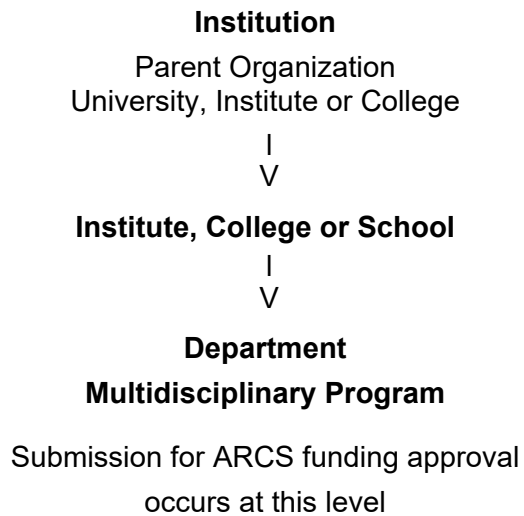 Institution
Parent Organization
University, Institute or College
I
V
Institute, College or School
I
V
Department
Multidisciplinary Program
Submission for ARCS funding approval
occurs at this level